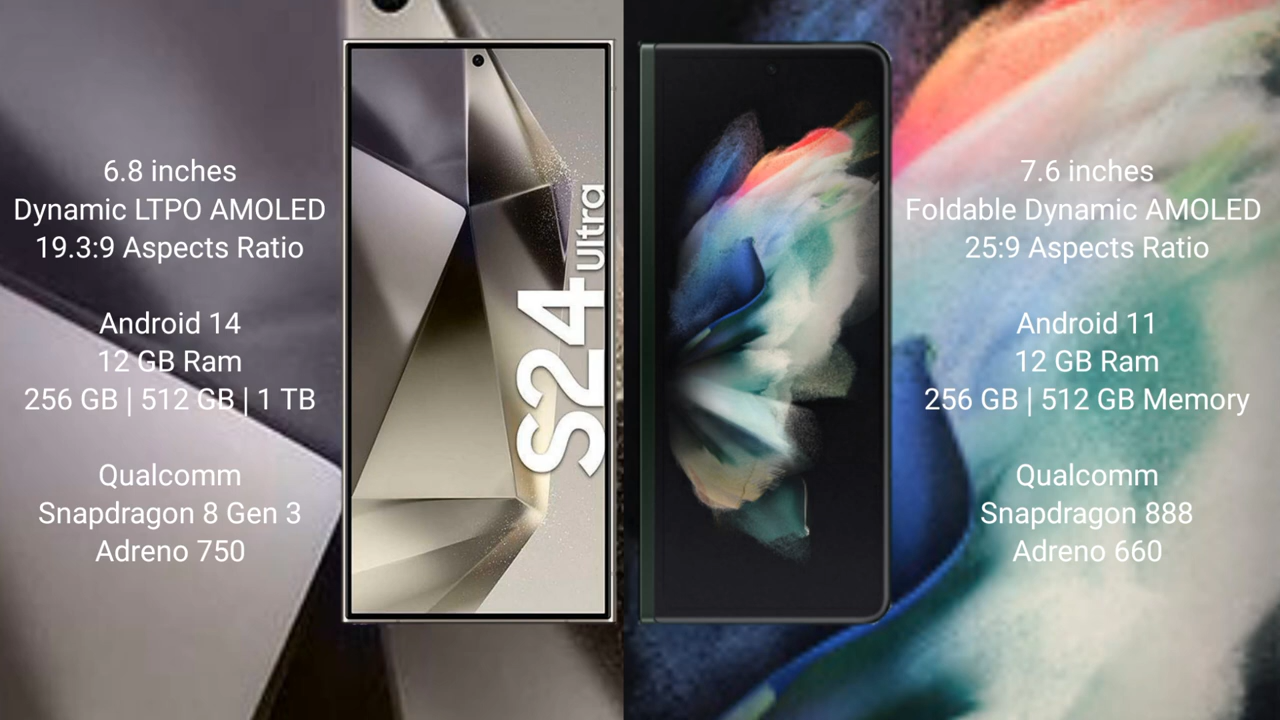 6.8 inches
Dynamic LTPO AMOLED
19.3:9 Aspects Ratio
Android 14
12 GB Ram
256 GB | 512 GB | 1 TB
Qualcomm
Snapdragon 8 Gen 3
Adreno 750
S24 ultra
7.6 inches
Foldable Dynamic AMOLED
25:9 Aspects Ratio
Android 11
12 GB Ram
256 GB | 512 GB Memory
Qualcomm
Snapdragon 888
Adreno 660